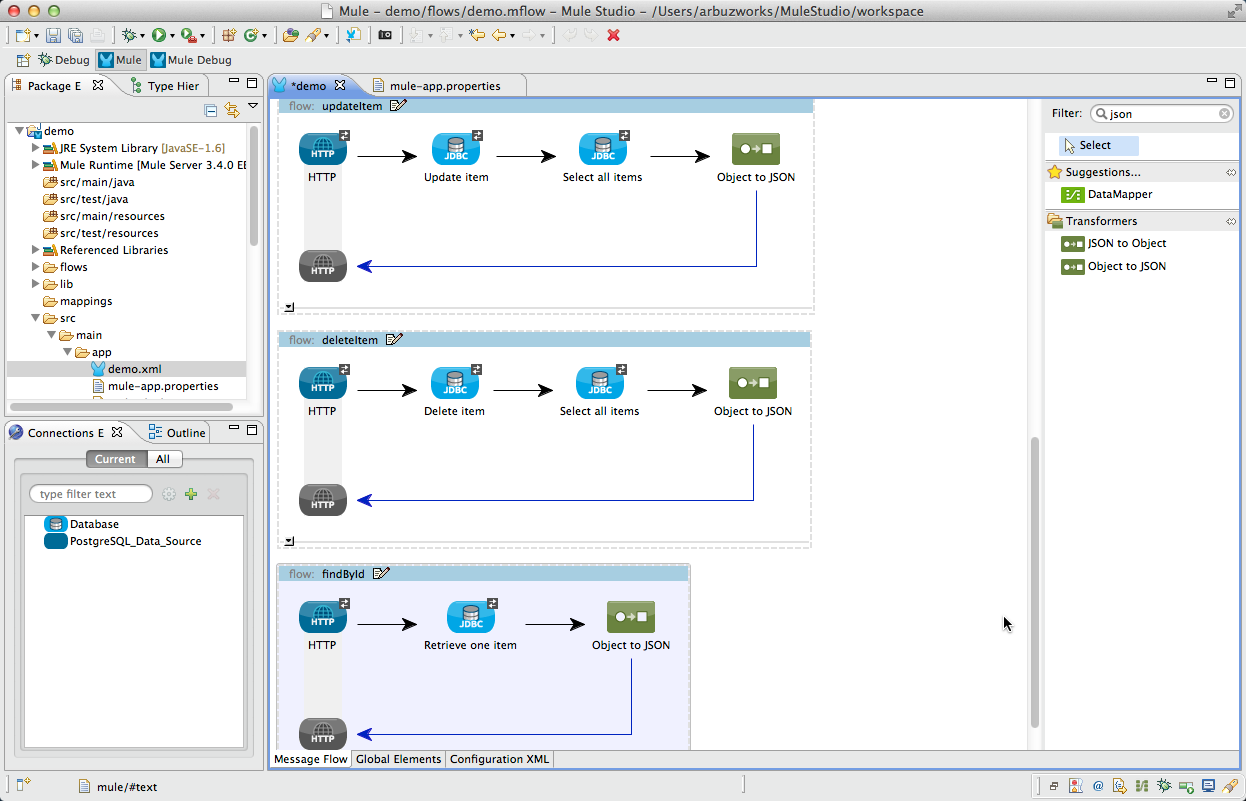 Mule – demo/flows/demo.mflow – Mule Studio – /Users/arbuzworks/MuleStudio/workspace
Debug
Mule
Mule Debug
Package E
Type Hier
demo
JRE System Library [JavaSE-1.6]
Mule Runtime [Mule Server 3.4.0 EE
src/main/java
src/test/java
src/main/resources
src/test/resources
Referenced Libraries
flows
lib
mappings
src
main
app
demo.xml
mule-app.properties
Connections E
Outline
Current
All
type filter text
Database
PostgreSQL_Data_Source
*demo
mule-app.properties
flow: updateItem
HTTP
JDBC
JDBC
HTTP
Update item
Select all items
Object to JSON
HTTP
flow: deleteItem
HTTP
JDBC
JDBC
HTTP
Delete item
Select all items
Object to JSON
HTTP
flow: findById
HTTP
JDBC
HTTP
Retrieve one item
Object to JSON
HTTP
Message Flow
Global Elements
Configuration XML
Filter:
json
Select
Suggestions...
DataMapper
Transformers
JSON to Object
Object to JSON
mule/#text